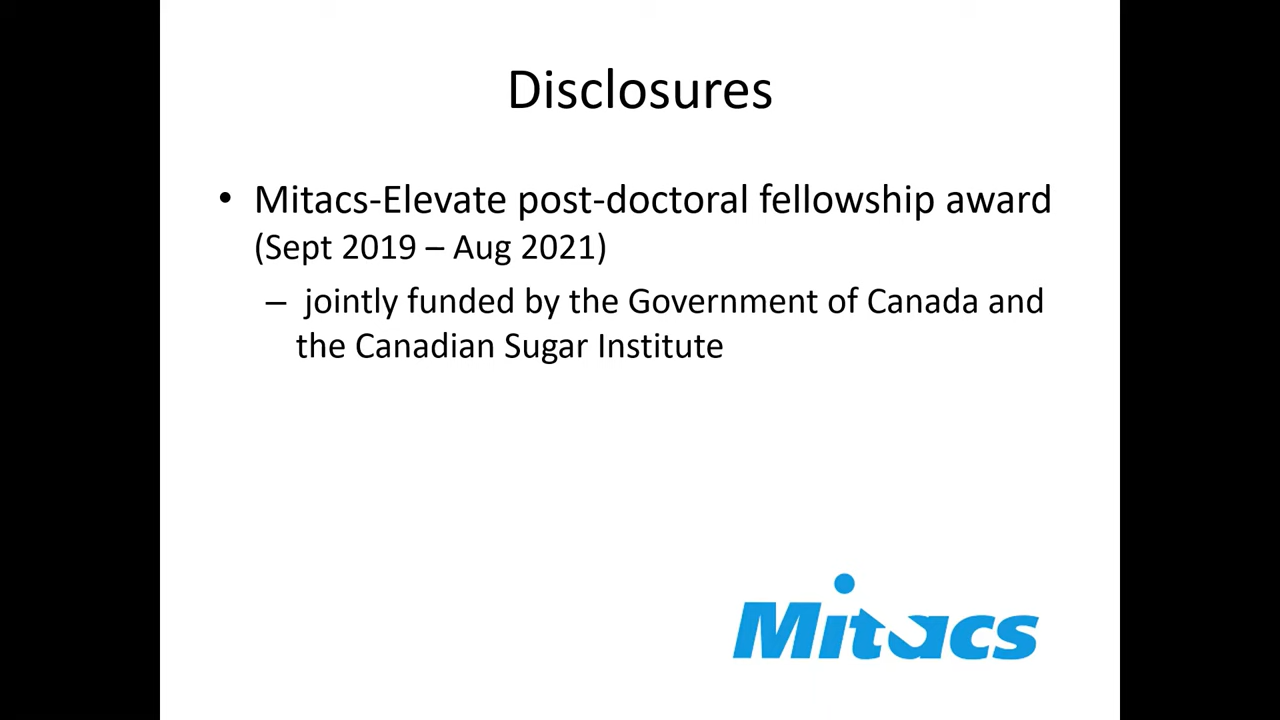 Disclosures
• Mitacs-Elevate post-doctoral fellowship award
(Sept 2019 – Aug 2021)
– jointly funded by the Government of Canada and
the Canadian Sugar Institute
Mitacs